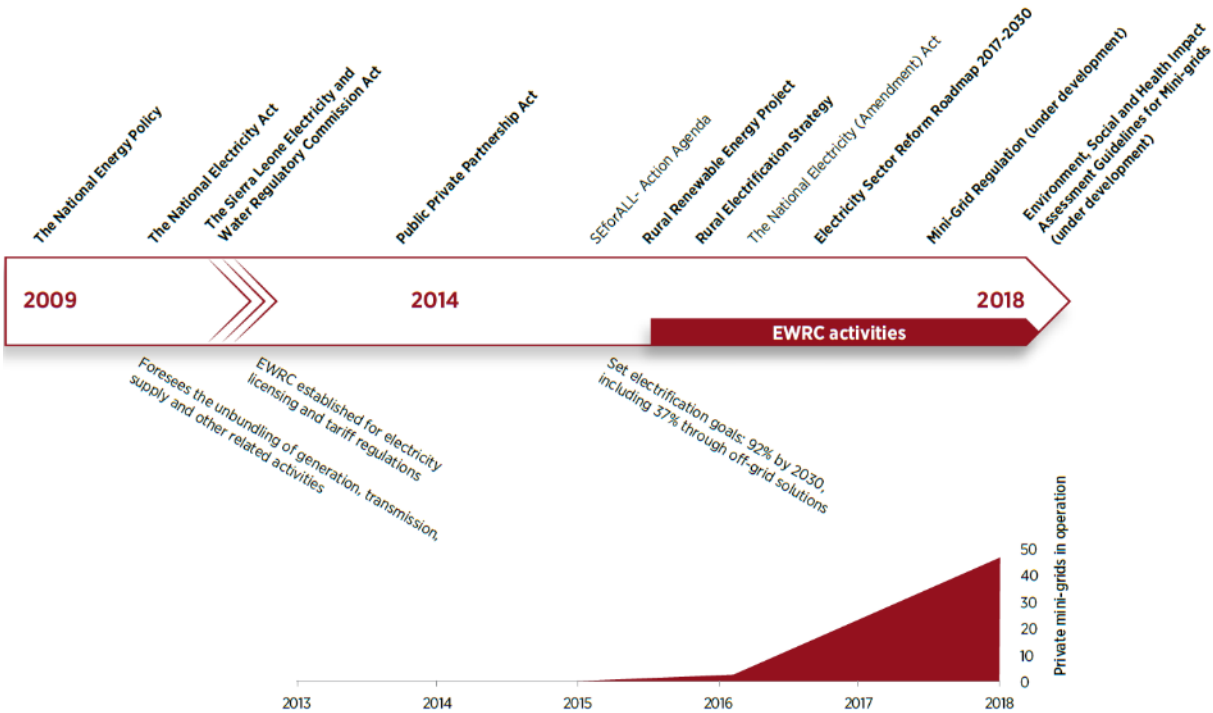 The National Energy Policy
The National Electricity Act
The Sierra Leone Electricity and
Water Regulatory Commission Act
Public Private Partnership Act
SEforALL- Action Agenda
Rural Renewable Energy Project
Rural Electrification Strategy
The National Electricity (Amendment) Act
Electricity Sector Reform Roadmap 2017-2030
Mini-Grid Regulation (under development)
Environment, Social and Health Impact
Assessment Guidelines for Mini-grids
(under development)
2009
2014
2018
EWRC activities
Foresees the unbundling of generation, transmission,
supply and other related activities
EWRC established for electricity
licensing and tariff regulations
Set electrification goals: 92% by 2030,
including 37% through off-grid solutions
Private mini-grids in operation
50
40
30
20
10
0
2013
2014
2015
2016
2017
2018